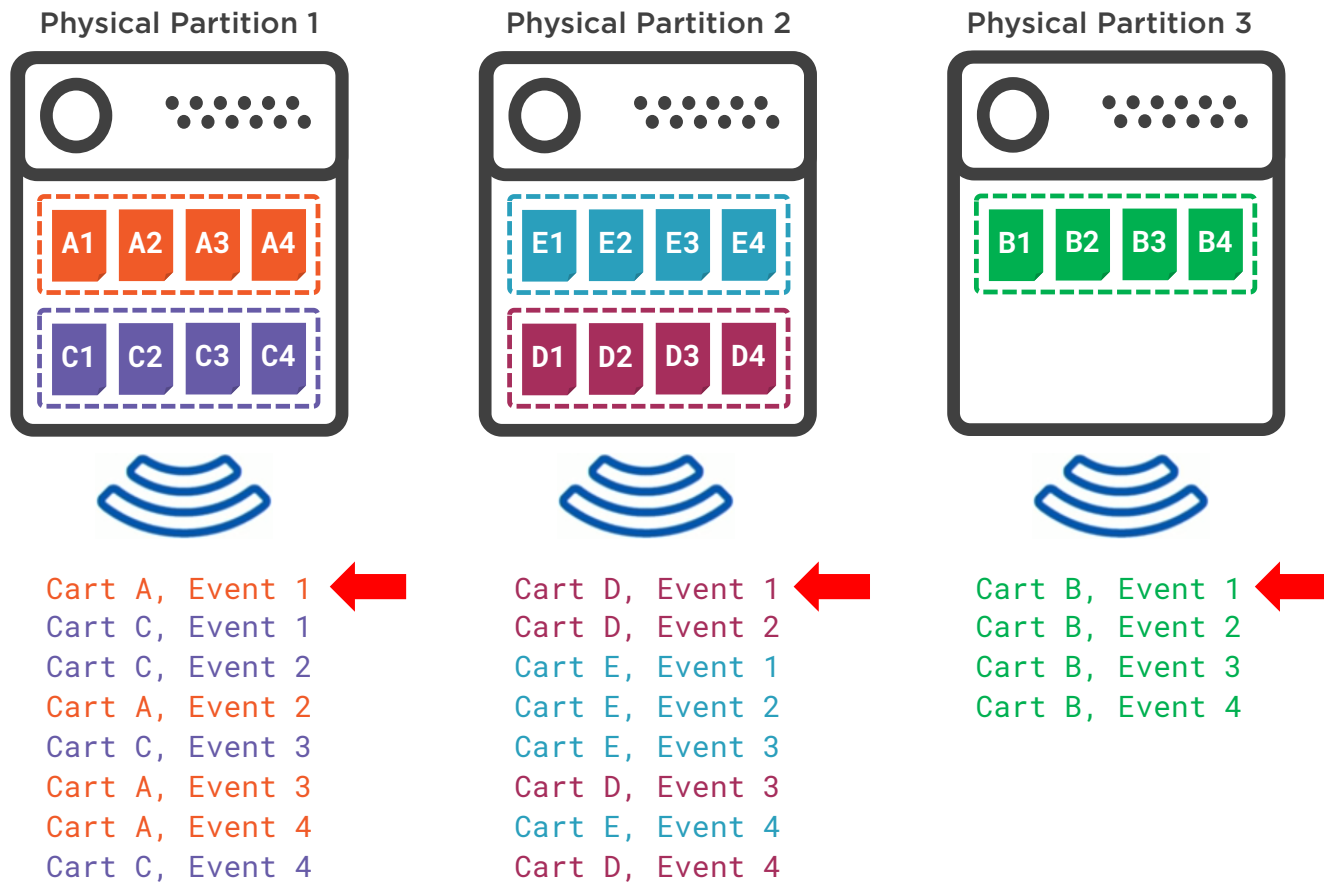 Physical Partition 1
A1 A2 A3 A4
C1 C2 C3 C4
Cart A, Event 1
Cart C, Event 1
Cart C, Event 2
Cart A, Event 2
Cart C, Event 3
Cart A, Event 3
Cart A, Event 4
Cart C, Event 4
Physical Partition 2
E1 E2 E3 E4
D1 D2 D3 D4
Cart D, Event 1
Cart D, Event 2
Cart E, Event 1
Cart E, Event 2
Cart E, Event 3
Cart D, Event 3
Cart E, Event 4
Cart D, Event 4
Physical Partition 3
B1 B2 B3 B4
Cart B, Event 1
Cart B, Event 2
Cart B, Event 3
Cart B, Event 4